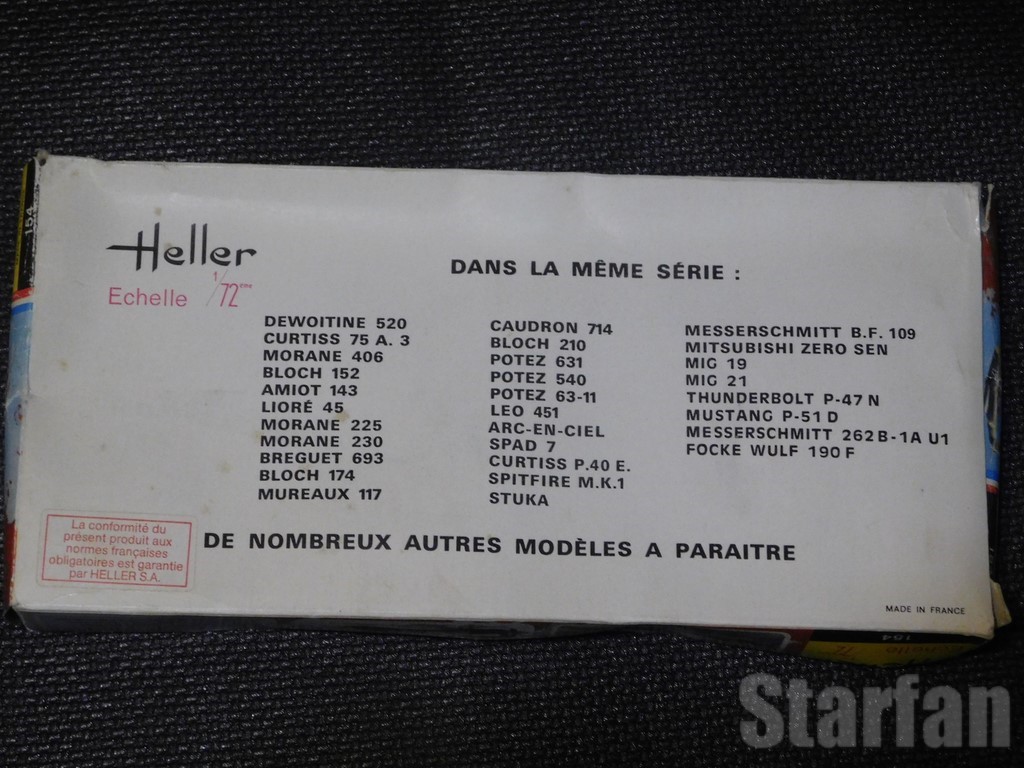 Heller
Echelle 1/72ème
DANS LA MÊME SÉRIE :
DEWOITINE 520
CURTISS 75 A. 3
MORANE 406
BLOCH 152
AMIOT 143
LIORÉ 45
MORANE 225
MORANE 230
BREGUET 693
BLOCH 174
MUREAUX 117
CAUDRON 714
BLOCH 210
POTEZ 631
POTEZ 540
POTEZ 63-11
LEO 451
ARC-EN-CIEL
SPAD 7
CURTISS P.40 E.
SPITFIRE M.K.1
STUKA
MESSERSCHMITT B.F. 109
MITSUBISHI ZERO SEN
MIG 19
MIG 21
THUNDERBOLT P-47 N
MUSTANG P-51 D
MESSERSCHMITT 262 B-1A U1
FOCKE WULF 190 F
DE NOMBREUX AUTRES MODÈLES A PARAITRE
La conformité du
présent produit aux
normes françaises
obligatoires est garantie
par HELLER S.A.
MADE IN FRANCE
154
154
Starfan